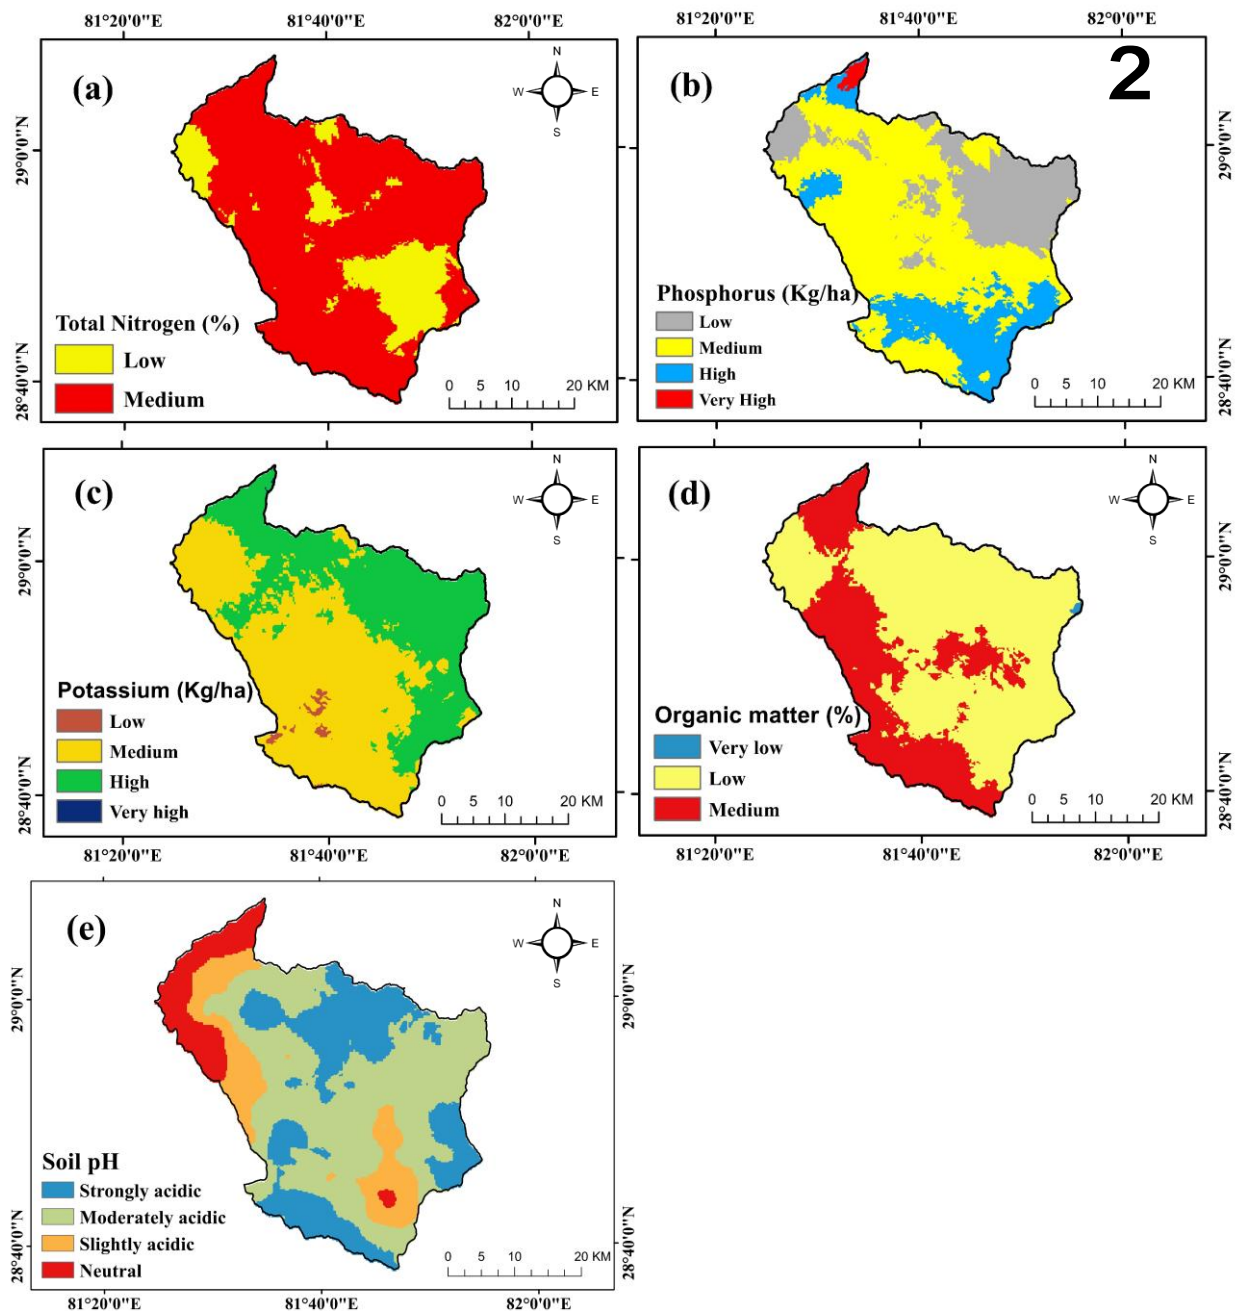 81°20'0"E 81°40'0"E 82°0'0"E 81°20'0"E 81°40'0"E 82°0'0"E
(a)
N
W E
S
29°0'0"N
28°40'0"N
Total Nitrogen (%)
Low
Medium
0 5 10 20 KM
(b)
2
29°0'0"N
28°40'0"N
Phosphorus (Kg/ha)
Low
Medium
High
Very High
0 5 10 20 KM
(c)
N
W E
S
29°0'0"N
28°40'0"N
Potassium (Kg/ha)
Low
Medium
High
Very high
0 5 10 20 KM
81°20'0"E 81°40'0"E 82°0'0"E
(d)
N
W E
S
29°0'0"N
28°40'0"N
Organic matter (%)
Very low
Low
Medium
0 5 10 20 KM
81°20'0"E 81°40'0"E 82°0'0"E
(e)
N
W E
S
29°0'0"N
29°0'0"N
28°40'0"N
28°40'0"N
Soil pH
Strongly acidic
Moderately acidic
Slightly acidic
Neutral
0 5 10 20 KM
81°20'0"E 81°40'0"E 82°0'0"E